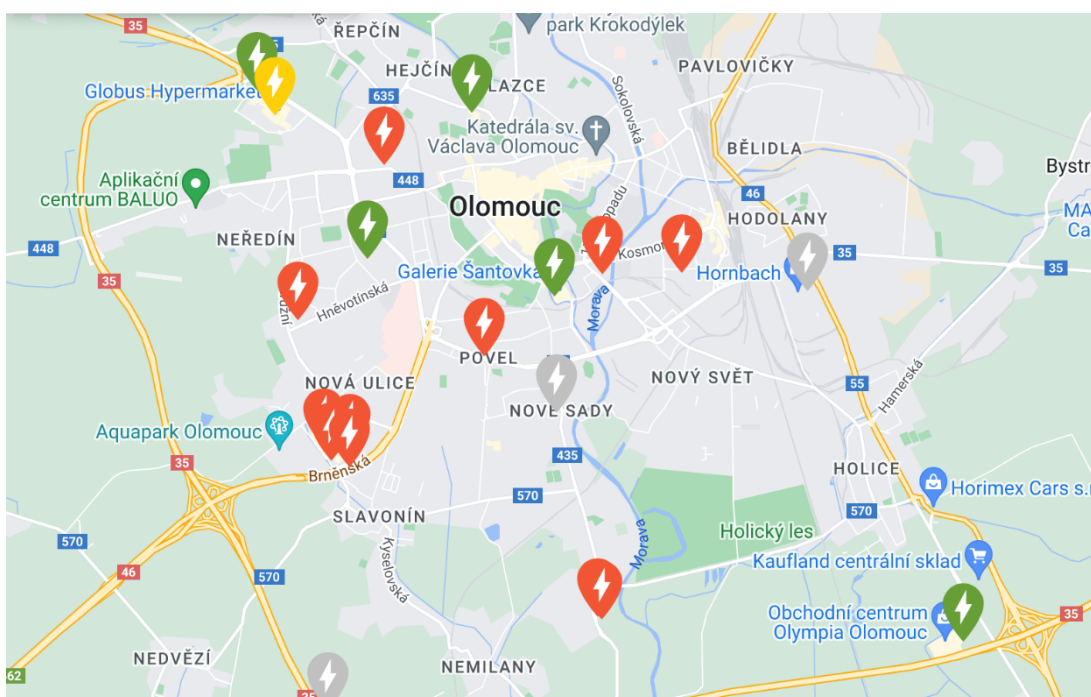 park Krokodýlek
35
ŘEPČÍN
HEJČÍN
LAZCE
PAVLOVIČKY
Globus Hypermarket
635
Sokolovská
Katedrála sv.
Václava Olomouc
BĚLIDLA
Aplikační
centrum BALUO
448
46
Bystr
Olomouc
HODOLANY
MA
Ca
NEŘEDÍN
448
Kosmon
35
35
Galerie Šantovka
Hornbach
35
Hněvotínská
Morava
POVEL
NOVÁ ULICE
NOVÝ SVĚT
55
Hamerská
NOVÉ SADY
Aquapark Olomouc
435
35
Brněnská
HOLICE
Horimex Cars s.r
570
570
SLAVONÍN
Holický les
570
Kyselovská
Morava
Kaufland centrální sklad
46
570
Obchodní centrum
Olympia Olomouc
35
NEDVĚZÍ
NEMILANY
62
35